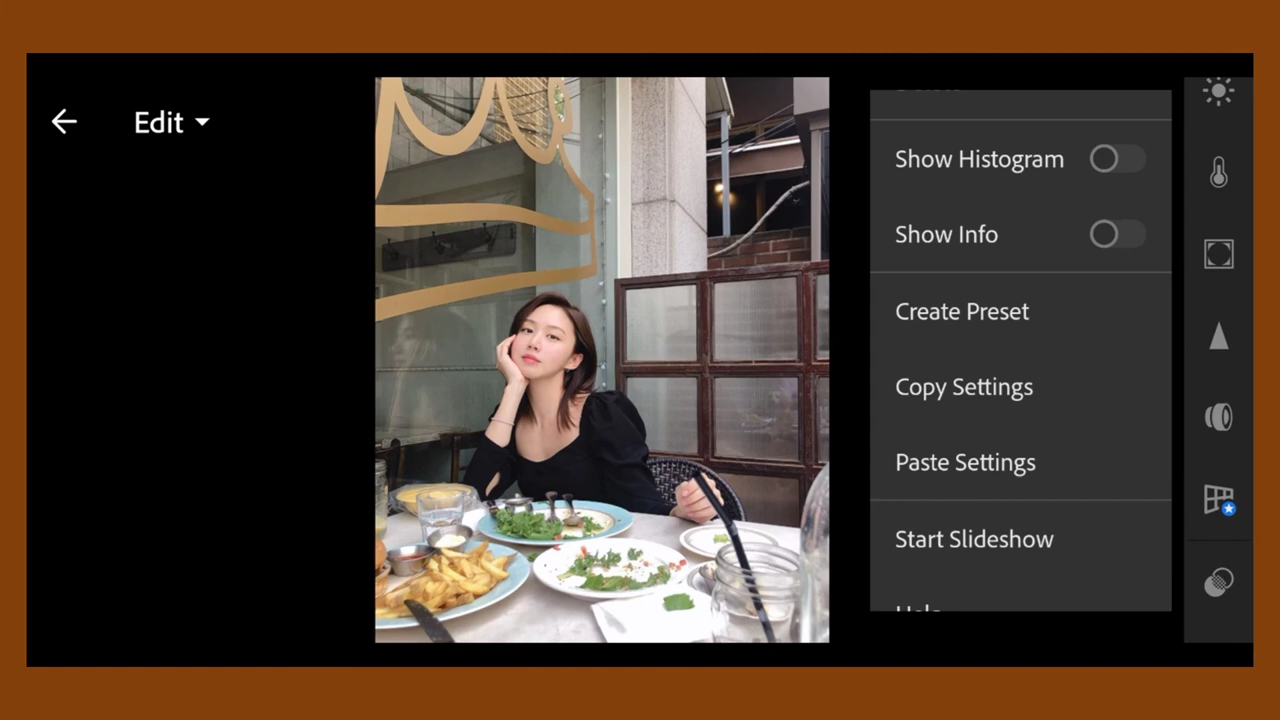 Edit
Show Histogram
Show Info
Create Preset
Copy Settings
Paste Settings
Start Slideshow